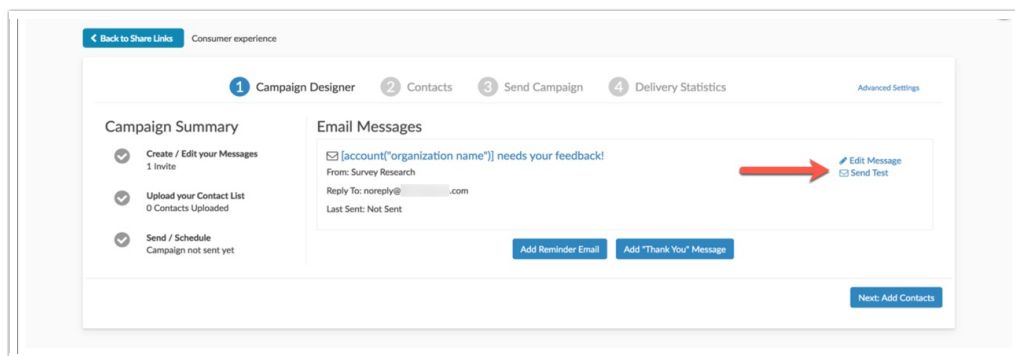 Back to Share Links Consumer experience
1 Campaign Designer 2 Contacts 3 Send Campaign 4 Delivery Statistics Advanced Settings
Campaign Summary
Create / Edit your Messages
1 Invite
Upload your Contact List
0 Contacts Uploaded
Send / Schedule
Campaign not sent yet
Email Messages
[account("organization name")] needs your feedback!
From: Survey Research
Reply To: noreply@ .com
Last Sent: Not Sent
Edit Message
Send Test
Add Reminder Email Add "Thank You" Message
Next: Add Contacts